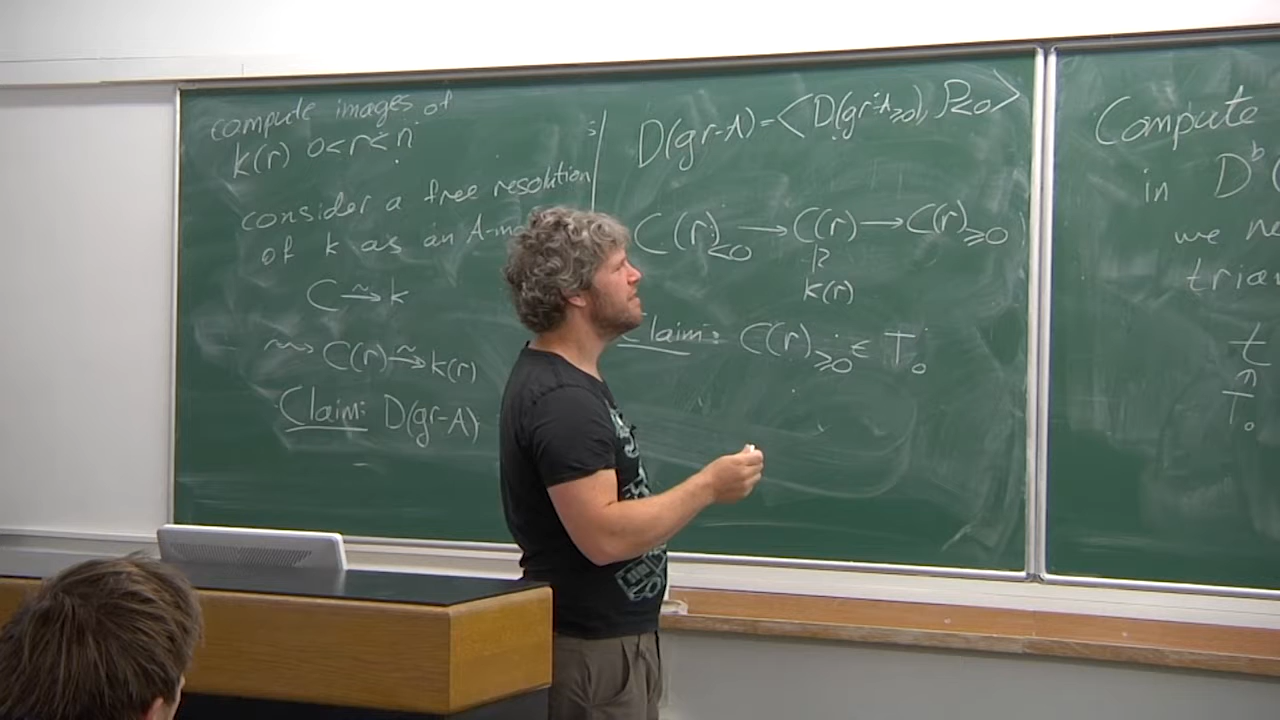 compute images of
k(r) 0<r≤n
consider a free resolution
of k as an A-mo
C →~ k
⇝ C(r) →~ k(r)
Claim: D(gr-A)
D(gr-A) = <D(gr-A≥0), P<0>
C(r)<0 → C(r) → C(r)≥0
k(r)
Claim: C(r)≥0 ∈ T0
Compute
in D^b(
we ne
trian
t
T0